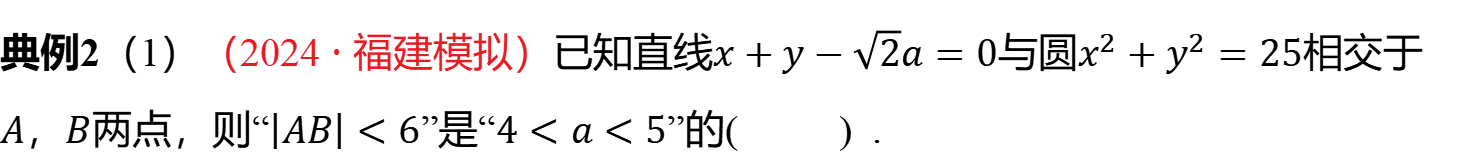 典例2（1）（2024·福建模拟）已知直线x + y − √2a = 0与圆x² + y² = 25相交于
A，B两点，则“|AB| < 6”是“4 < a < 5”的(  ) .